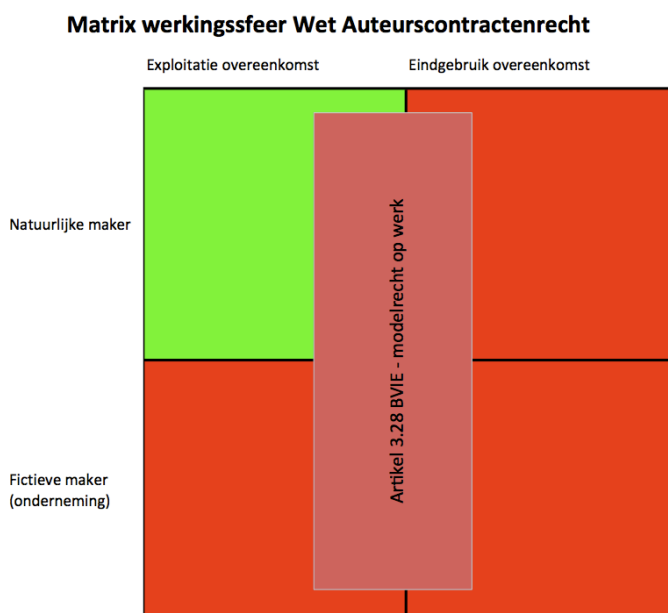 Matrix werkingssfeer Wet Auteurscontractenrecht
Exploitatie overeenkomst
Eindgebruik overeenkomst
Natuurlijke maker
Artikel 3.28 BVIE - modelrecht op werk
Fictieve maker
(onderneming)